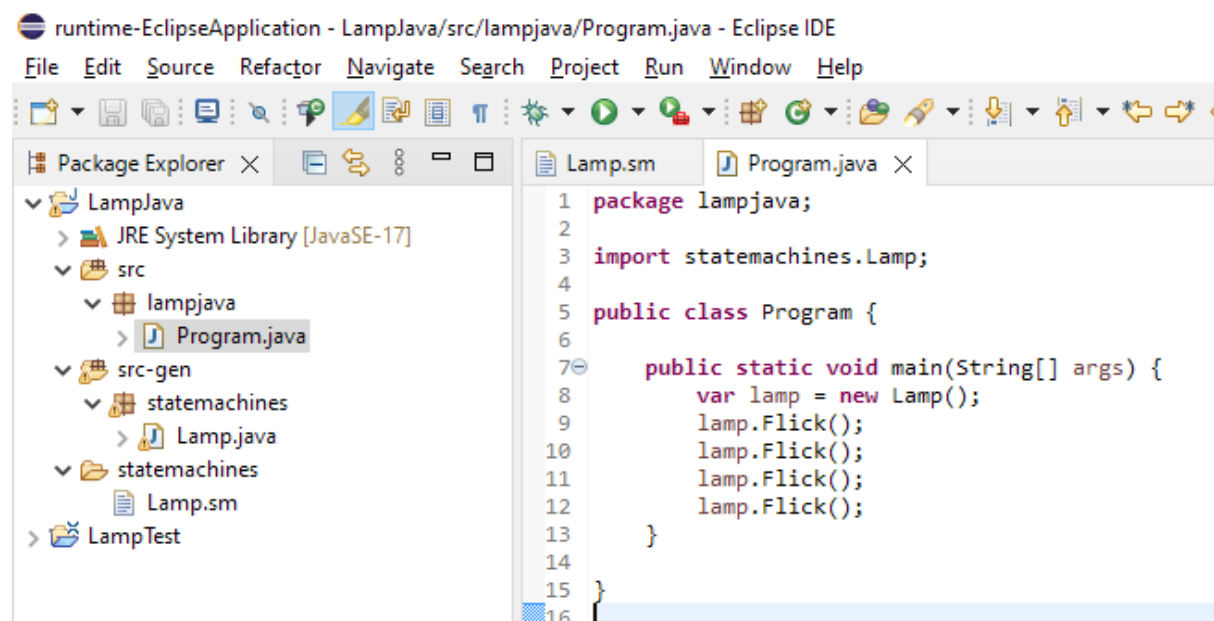 runtime-EclipseApplication - LampJava/src/lampjava/Program.java - Eclipse IDE
File Edit Source Refactor Navigate Search Project Run Window Help
Package Explorer
LampJava
JRE System Library [JavaSE-17]
src
lampjava
Program.java
src-gen
statemachines
Lamp.java
statemachines
Lamp.sm
LampTest
Lamp.sm Program.java
1 package lampjava;
2
3 import statemachines.Lamp;
4
5 public class Program {
6
7 public static void main(String[] args) {
8 var lamp = new Lamp();
9 lamp.Flick();
10 lamp.Flick();
11 lamp.Flick();
12 lamp.Flick();
13 }
14
15 }
16